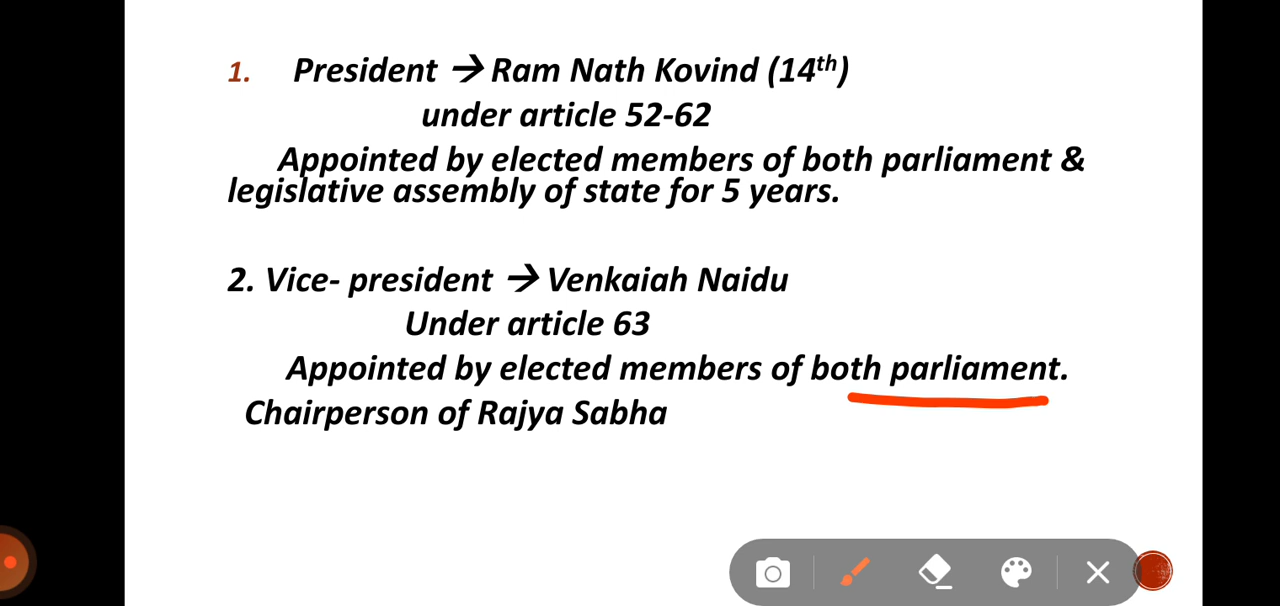 1. President → Ram Nath Kovind (14th)
under article 52-62
Appointed by elected members of both parliament &
legislative assembly of state for 5 years.
2. Vice- president → Venkaiah Naidu
Under article 63
Appointed by elected members of both parliament.
Chairperson of Rajya Sabha